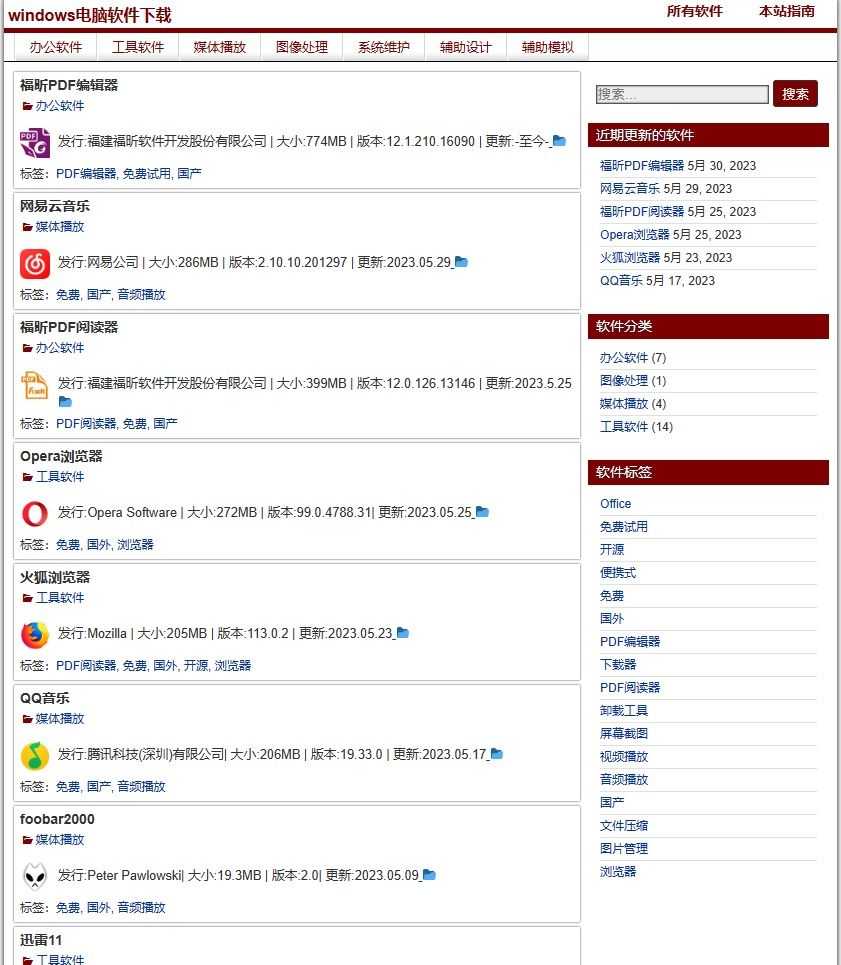 windows电脑软件下载
所有软件 本站指南
办公软件 工具软件 媒体播放 图像处理 系统维护 辅助设计 辅助模拟
福昕PDF编辑器
办公软件
发行:福建福昕软件开发股份有限公司 | 大小:774MB | 版本:12.1.210.16090 | 更新:-至今-
标签：PDF编辑器, 免费试用, 国产
网易云音乐
媒体播放
发行:网易公司 | 大小:286MB | 版本:2.10.10.201297 | 更新:2023.05.29
标签：免费, 国产, 音频播放
福昕PDF阅读器
办公软件
发行:福建福昕软件开发股份有限公司 | 大小:399MB | 版本:12.0.126.13146 | 更新:2023.5.25
标签：PDF阅读器, 免费, 国产
Opera浏览器
工具软件
发行:Opera Software | 大小:272MB | 版本:99.0.4788.31| 更新:2023.05.25
标签：免费, 国外, 浏览器
火狐浏览器
工具软件
发行:Mozilla | 大小:205MB | 版本:113.0.2 | 更新:2023.05.23
标签：PDF阅读器, 免费, 国外, 开源, 浏览器
QQ音乐
媒体播放
发行:腾讯科技(深圳)有限公司| 大小:206MB | 版本:19.33.0 | 更新:2023.05.17
标签：免费, 国产, 音频播放
foobar2000
媒体播放
发行:Peter Pawlowski| 大小:19.3MB | 版本:2.0| 更新:2023.05.09
标签：免费, 国外, 音频播放
迅雷11
工具软件
搜索… 搜索
近期更新的软件
福昕PDF编辑器 5月 30, 2023
网易云音乐 5月 29, 2023
福昕PDF阅读器 5月 25, 2023
Opera浏览器 5月 25, 2023
火狐浏览器 5月 23, 2023
QQ音乐 5月 17, 2023
软件分类
办公软件 (7)
图像处理 (1)
媒体播放 (4)
工具软件 (14)
软件标签
Office
免费试用
开源
便携式
免费
国外
PDF编辑器
下载器
PDF阅读器
卸载工具
屏幕截图
视频播放
音频播放
国产
文件压缩
图片管理
浏览器